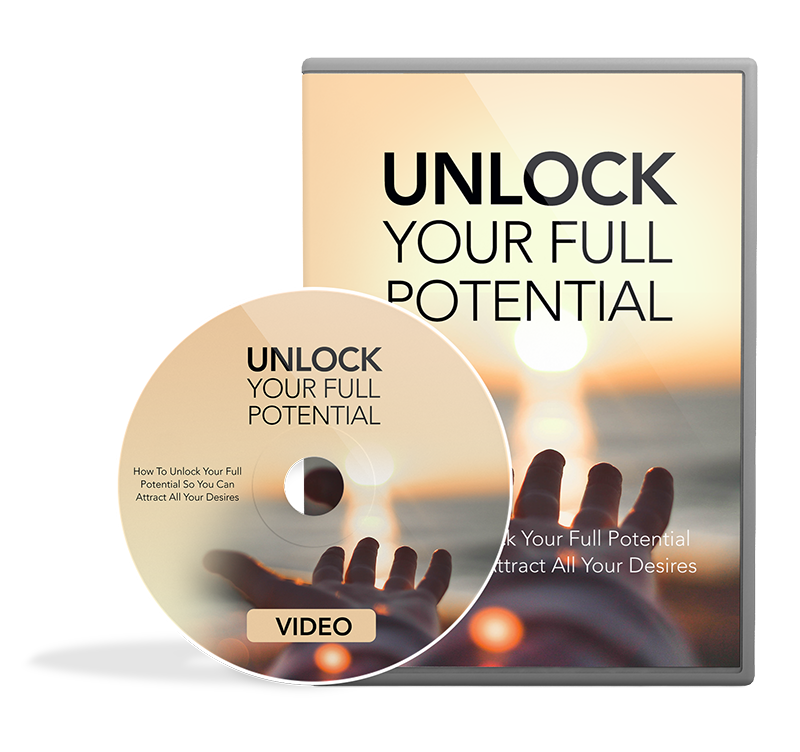 UNLOCK
YOUR FULL
POTENTIAL
Your Full Potential
Attract All Your Desires
UNLOCK
YOUR FULL
POTENTIAL
How To Unlock Your Full
Potential So You Can
Attract All Your Desires
VIDEO